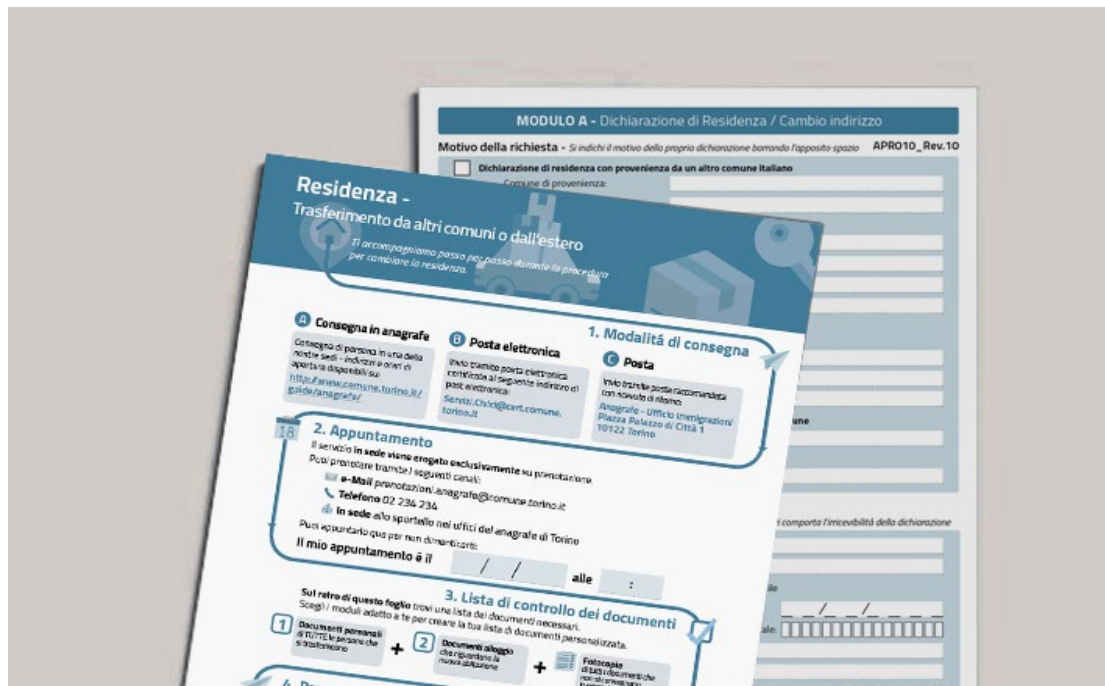 MODULO A - Dichiarazione di Residenza / Cambio indirizzo
Motivo della richiesta - Si indichi il motivo della propria dichiarazione barrando l'apposito spazio APR010_Rev.10
Dichiarazione di residenza con provenienza da un altro comune italiano
Comune di provenienza:
Residenza -
Trasferimento da altri comuni o dall'estero
Ti accompagniamo passo per passo durante la procedura
per cambiare la residenza.
1. Modalitá di consegna
A Consegna in anagrafe
Consegna di persona in una delle
nostre sedi - indirizzi e orari di
apertura disponibili su:
http://www.comune.torino.it/
guide/anagrafe/
B Posta elettronica
Invio tramite posta elettronica
certificata al seguente indirizzo di
post elettronica:
Servizi.Civici@cert.comune.
torino.it
C Posta
Invio tramite posta raccomandata
con ricevuta di ritorno:
Anagrafe - Ufficio Immigrazioni
Piazza Palazzo di Città 1
10122 Torino
18
2. Appuntamento
Il servizio in sede viene erogato esclusivamente su prenotazione.
Puoi prenotare tramite i seguenti canali:
e-Mail prenotazioni.anagrafe@comune.torino.it
Telefono 02 234 234
In sede allo sportello nei uffici del anagrafe di Torino
Puoi appuntarlo qua per non dimenticarti:
Il mio appuntamento é il / / alle :
3. Lista di controllo dei documenti
Sul retro di questo foglio trovi una lista dei documenti necessari.
Scegli i moduli adatto a te per creare la tua lista di documenti personalizzata.
1 Documenti personali
di TUTTE le persone che
si trasferiscono
+
2 Documenti alloggio
che riguardano la
nuova abitazione
+
Fotocopie
di tutti i documenti che
4.
une
comporta l'irricevibilità della dichiarazione
/ /